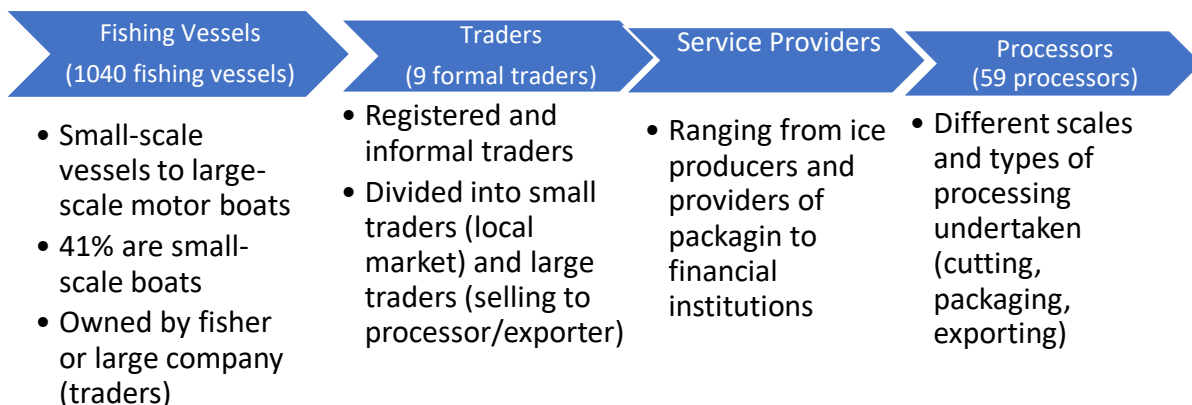 Fishing Vessels
(1040 fishing vessels)
• Small-scale
vessels to large-
scale motor boats
• 41% are small-
scale boats
• Owned by fisher
or large company
(traders)
Traders
(9 formal traders)
• Registered and
informal traders
• Divided into small
traders (local
market) and large
traders (selling to
processor/exporter)
Service Providers
• Ranging from ice
producers and
providers of
packagin to
financial
institutions
Processors
(59 processors)
• Different scales
and types of
processing
undertaken
(cutting,
packaging,
exporting)